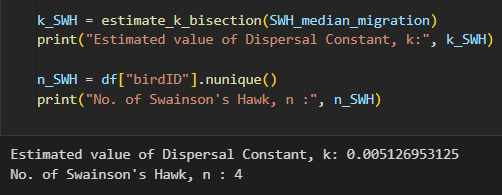 k_SWH = estimate_k_bisection(SWH_median_migration)
print("Estimated value of Dispersal Constant, k:", k_SWH)
n_SWH = df["birdID"].nunique()
print("No. of Swainson's Hawk, n :", n_SWH)
Estimated value of Dispersal Constant, k: 0.005126953125
No. of Swainson's Hawk, n : 4